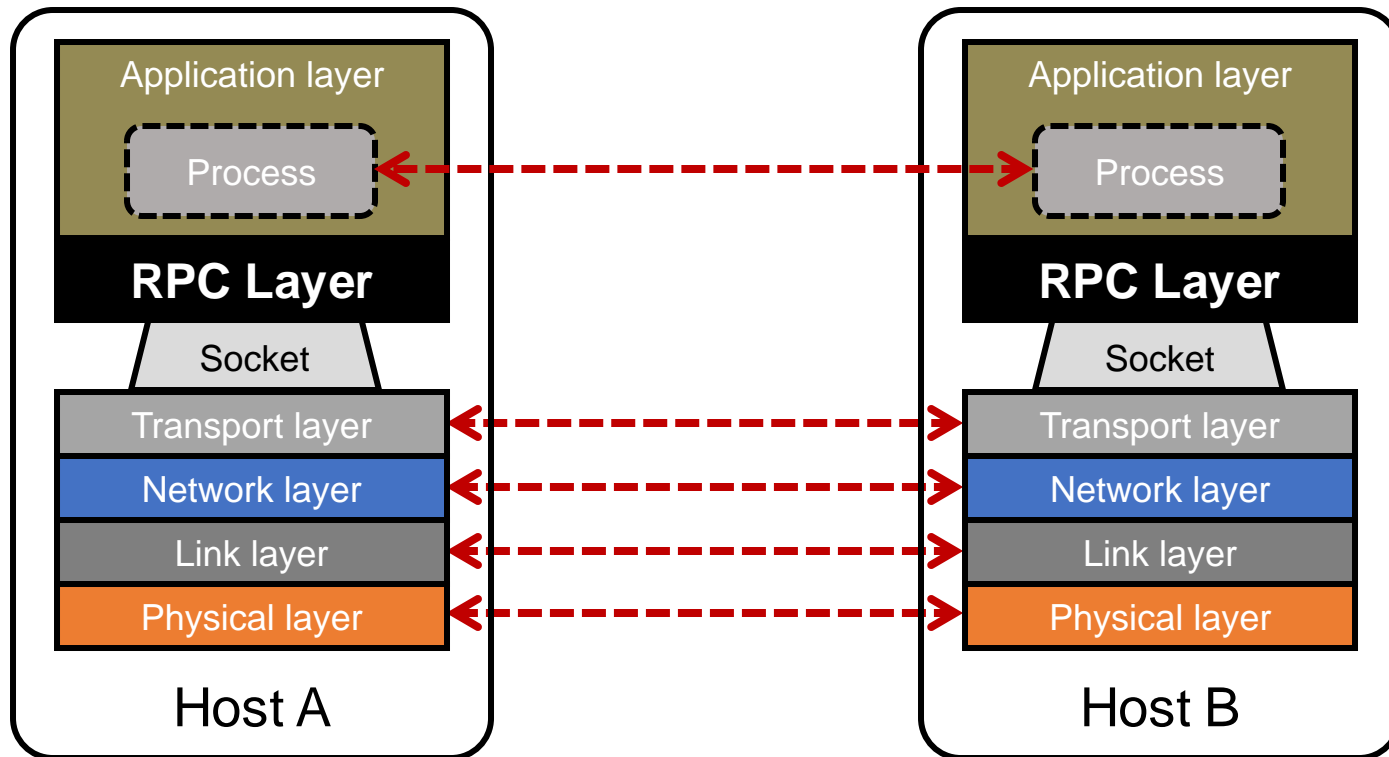 Application layer
Process
RPC Layer
Socket
Transport layer
Network layer
Link layer
Physical layer
Host A
Application layer
Process
RPC Layer
Socket
Transport layer
Network layer
Link layer
Physical layer
Host B